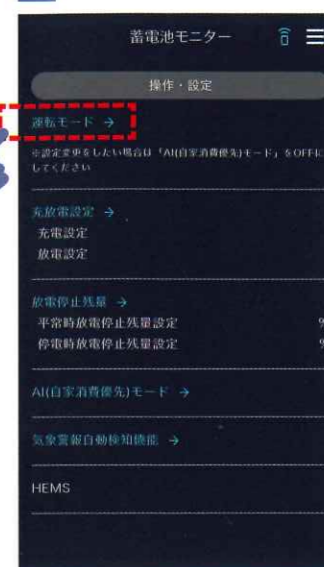 蓄電池モニター
操作・設定
運転モード →
※設定変更をしたい場合は「AI(自家消費優先)モード」をOFFに
してください
充放電設定 →
充電設定
放電設定
放電停止残量 →
平常時放電停止残量設定 %
停電時放電停止残量設定 %
AI(自家消費優先)モード →
気象警報自動検知機能 →
HEMS